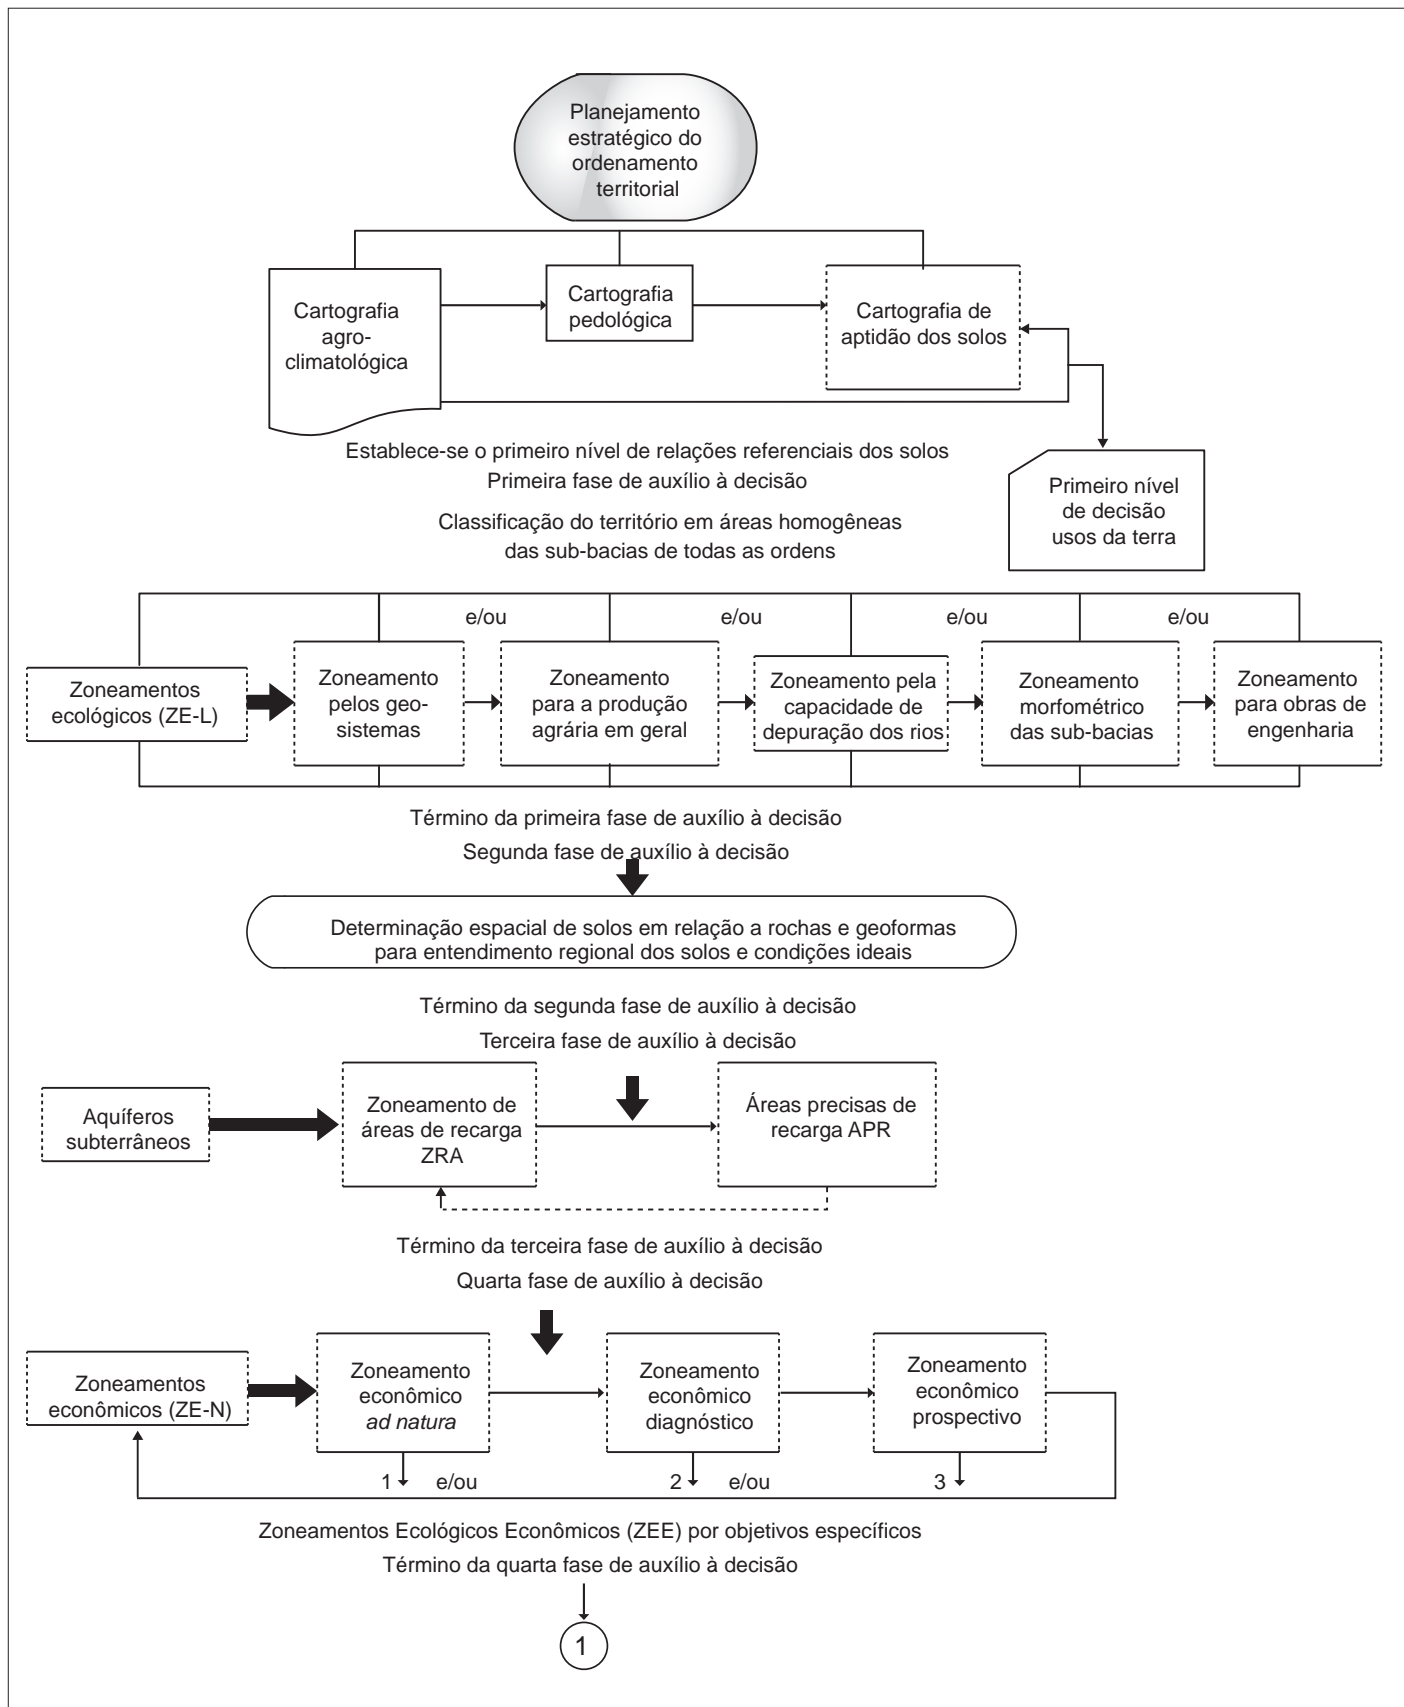 Planejamento
estratégico do
ordenamento
territorial
Cartografia
agro-
climatológica
Cartografia
pedológica
Cartografia de
aptidão dos solos
Establece-se o primeiro nível de relações referenciais dos solos
Primeira fase de auxílio à decisão
Primeiro nível
de decisão
usos da terra
Classificação do território em áreas homogêneas
das sub-bacias de todas as ordens
e/ou
e/ou
e/ou
e/ou
Zoneamentos
ecológicos (ZE-L)
Zoneamento
pelos geo-
sistemas
Zoneamento
para a produção
agrária em geral
Zoneamento pela
capacidade de
depuração dos rios
Zoneamento
morfométrico
das sub-bacias
Zoneamento
para obras de
engenharia
Término da primeira fase de auxílio à decisão
Segunda fase de auxílio à decisão
Determinação espacial de solos em relação a rochas e geoformas
para entendimento regional dos solos e condições ideais
Término da segunda fase de auxílio à decisão
Terceira fase de auxílio à decisão
Aquíferos
subterrâneos
Zoneamento de
áreas de recarga
ZRA
Áreas precisas de
recarga APR
Término da terceira fase de auxílio à decisão
Quarta fase de auxílio à decisão
Zoneamentos
econômicos (ZE-N)
Zoneamento
econômico
ad natura
Zoneamento
econômico
diagnóstico
Zoneamento
econômico
prospectivo
1 e/ou 2 e/ou 3
Zoneamentos Ecológicos Econômicos (ZEE) por objetivos específicos
Término da quarta fase de auxílio à decisão
1